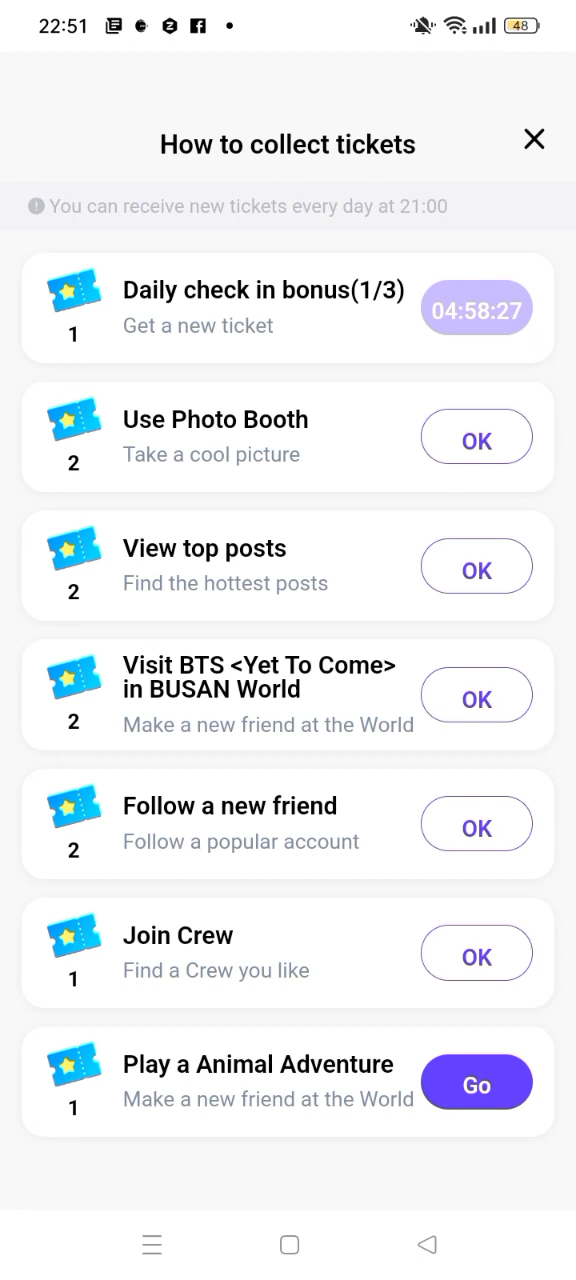 22:51
48
How to collect tickets
You can receive new tickets every day at 21:00
Daily check in bonus(1/3)
Get a new ticket
1
04:58:27
Use Photo Booth
Take a cool picture
2
OK
View top posts
Find the hottest posts
2
OK
Visit BTS <Yet To Come>
in BUSAN World
Make a new friend at the World
2
OK
Follow a new friend
Follow a popular account
2
OK
Join Crew
Find a Crew you like
1
OK
Play a Animal Adventure
Make a new friend at the World
1
Go